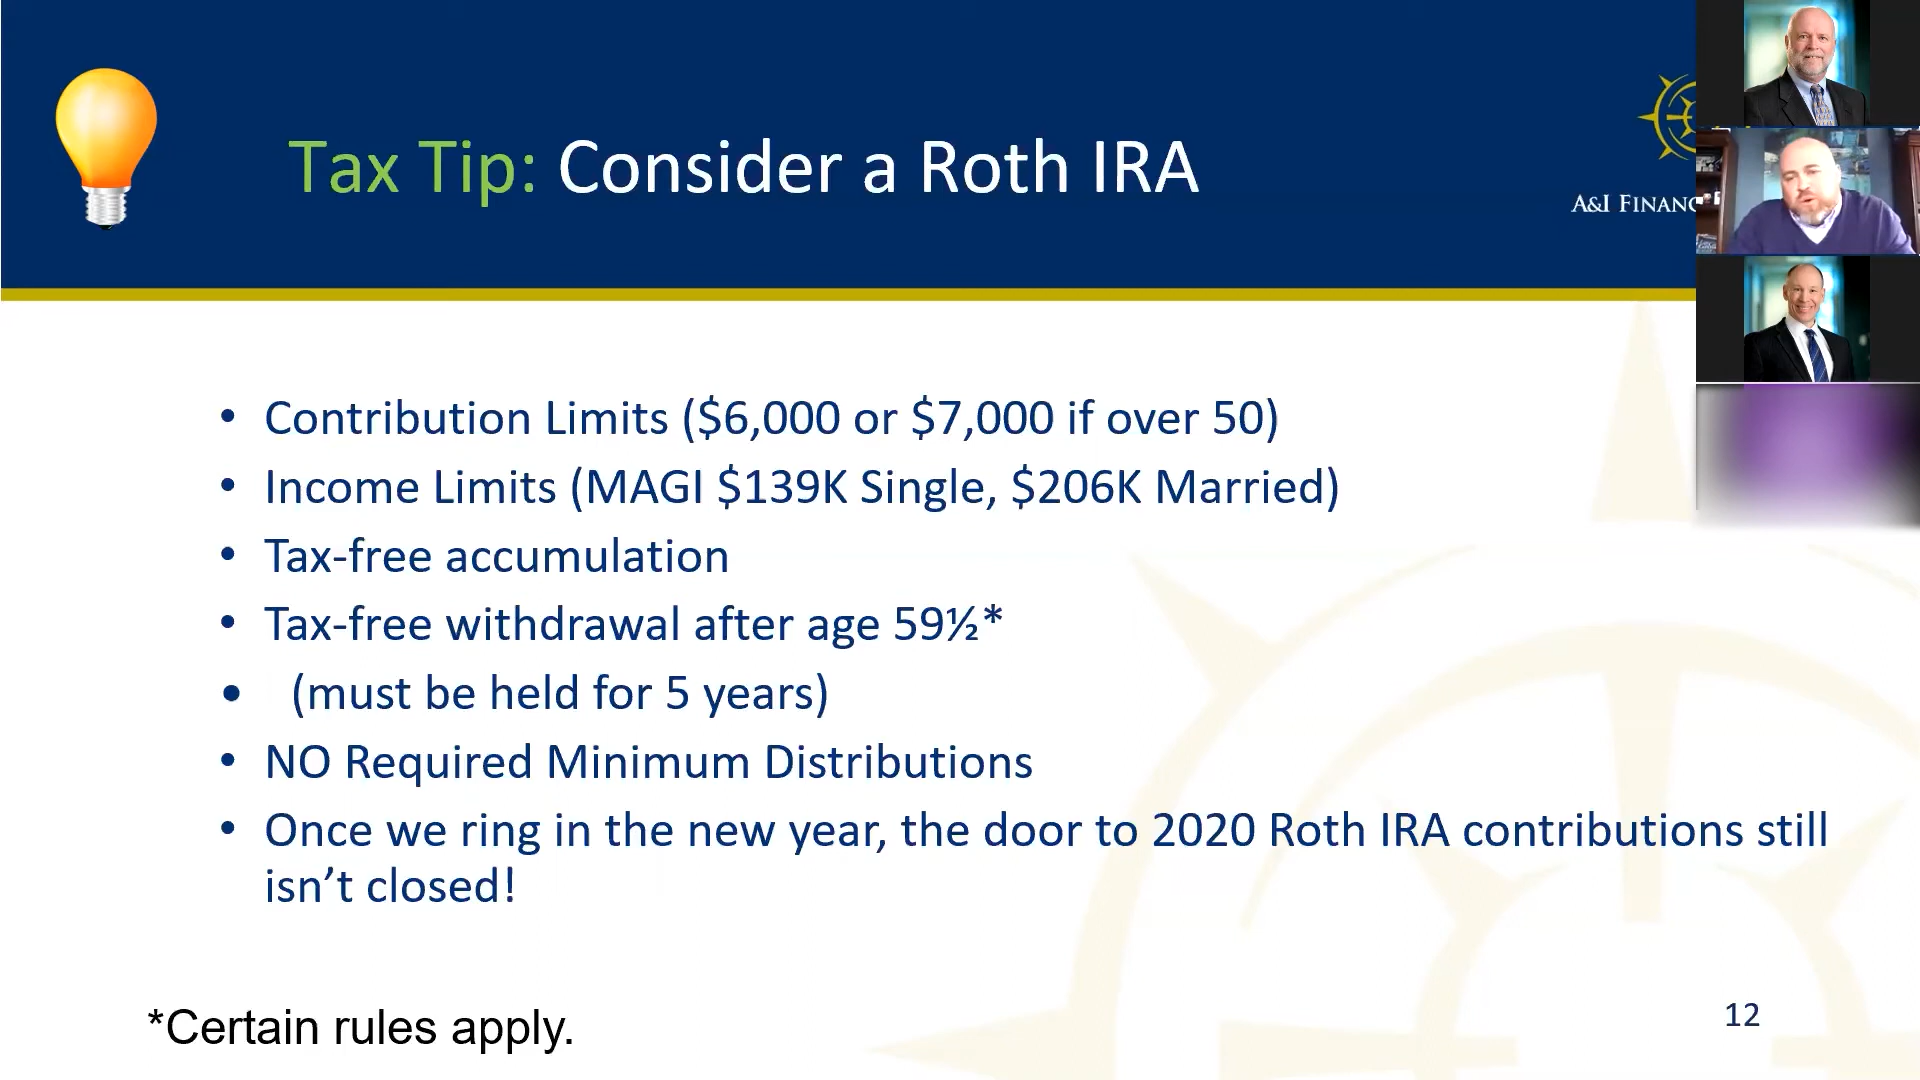 Tax Tip: Consider a Roth IRA
A&I FINANC
• Contribution Limits ($6,000 or $7,000 if over 50)
• Income Limits (MAGI $139K Single, $206K Married)
• Tax-free accumulation
• Tax-free withdrawal after age 59½*
• (must be held for 5 years)
• NO Required Minimum Distributions
• Once we ring in the new year, the door to 2020 Roth IRA contributions still
isn’t closed!
*Certain rules apply.
12